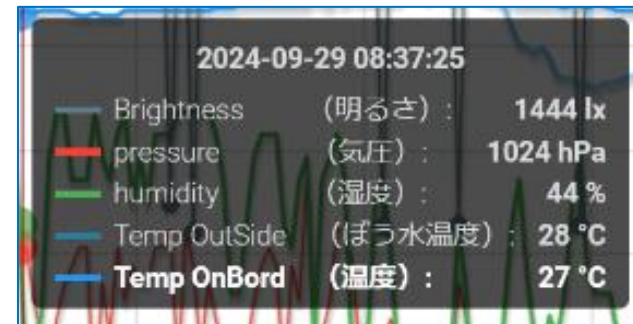 2024-09-29 08:37:25
Brightness （明るさ）: 1444 lx
pressure （気圧）: 1024 hPa
humidity （湿度）: 44 %
Temp OutSide （ぼう水温度）: 28 °C
Temp OnBord （温度）: 27 °C